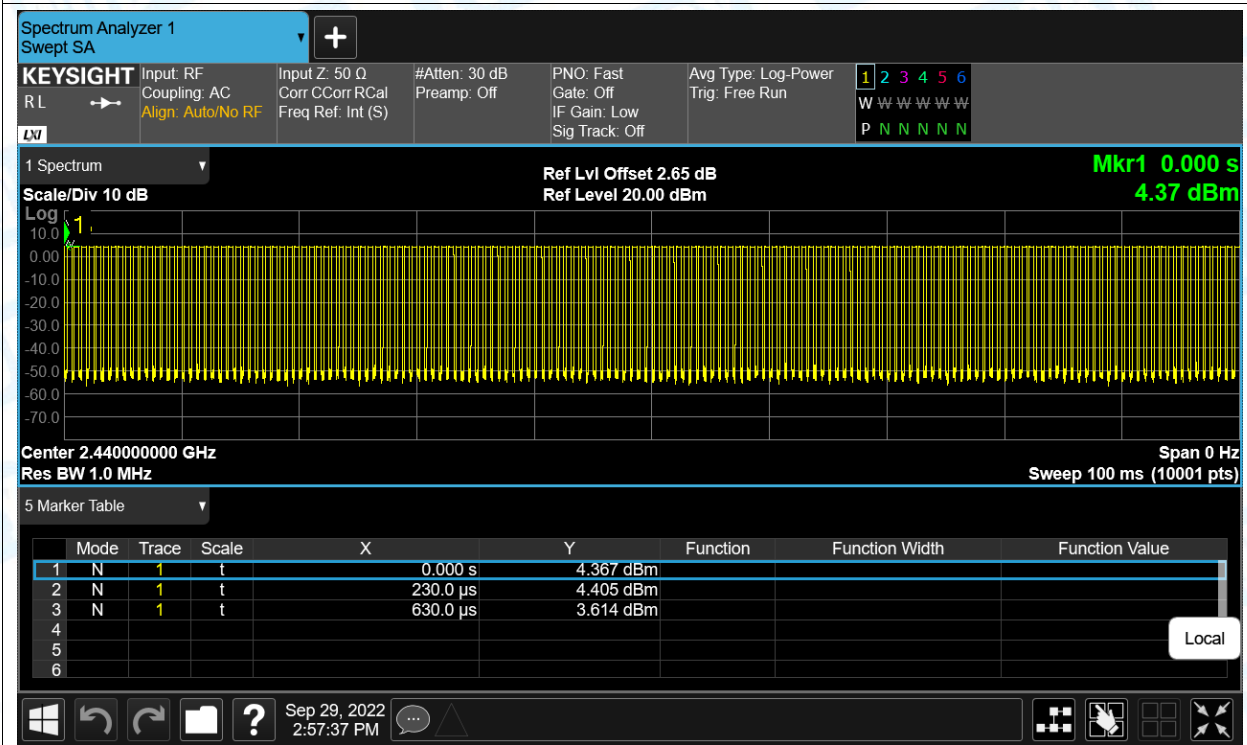 Spectrum Analyzer 1
Swept SA
KEYSIGHT Input: RF Input Z: 50 Ω #Atten: 30 dB PNO: Fast Avg Type: Log-Power 1 2 3 4 5 6
R L Coupling: AC Corr CCorr RCal Preamp: Off Gate: Off Trig: Free Run W W W W W W
Align: Auto/No RF Freq Ref: Int (S) IF Gain: Low
LXI Sig Track: Off P N N N N N
1 Spectrum Ref Lvl Offset 2.65 dB Mkr1 0.000 s
Scale/Div 10 dB Ref Level 20.00 dBm 4.37 dBm
Log 1
10.0
0.00
-10.0
-20.0
-30.0
-40.0
-50.0
-60.0
-70.0
Center 2.440000000 GHz Span 0 Hz
Res BW 1.0 MHz Sweep 100 ms (10001 pts)
5 Marker Table
Mode Trace Scale X Y Function Function Width Function Value
1 N 1 t 0.000 s 4.367 dBm
2 N 1 t 230.0 µs 4.405 dBm
3 N 1 t 630.0 µs 3.614 dBm
4
5
6
Local
? Sep 29, 2022
2:57:37 PM